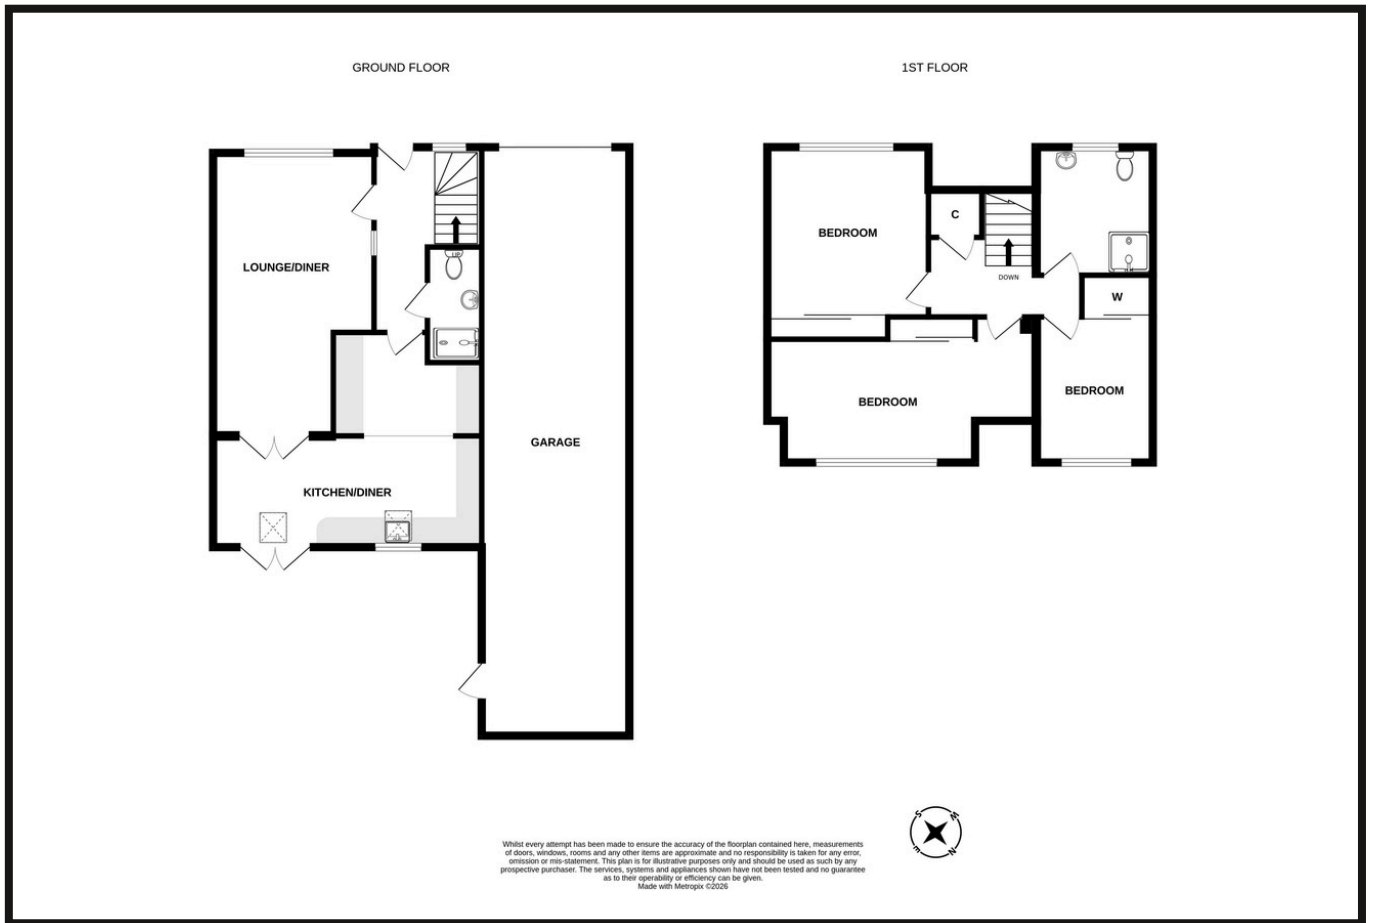 GROUND FLOOR
1ST FLOOR
BEDROOM
C
LOUNGE/DINER
UP
DOWN
W
BEDROOM
BEDROOM
GARAGE
KITCHEN/DINER
S
W
E
N
Whilst every attempt has been made to ensure the accuracy of the floorplan contained here, measurements
of doors, windows, rooms and any other items are approximate and no responsibility is taken for any error,
omission or mis-statement. This plan is for illustrative purposes only and should be used as such by any
prospective purchaser. The services, systems and appliances shown have not been tested and no guarantee
as to their operability or efficiency can be given.
Made with Metropix ©2026